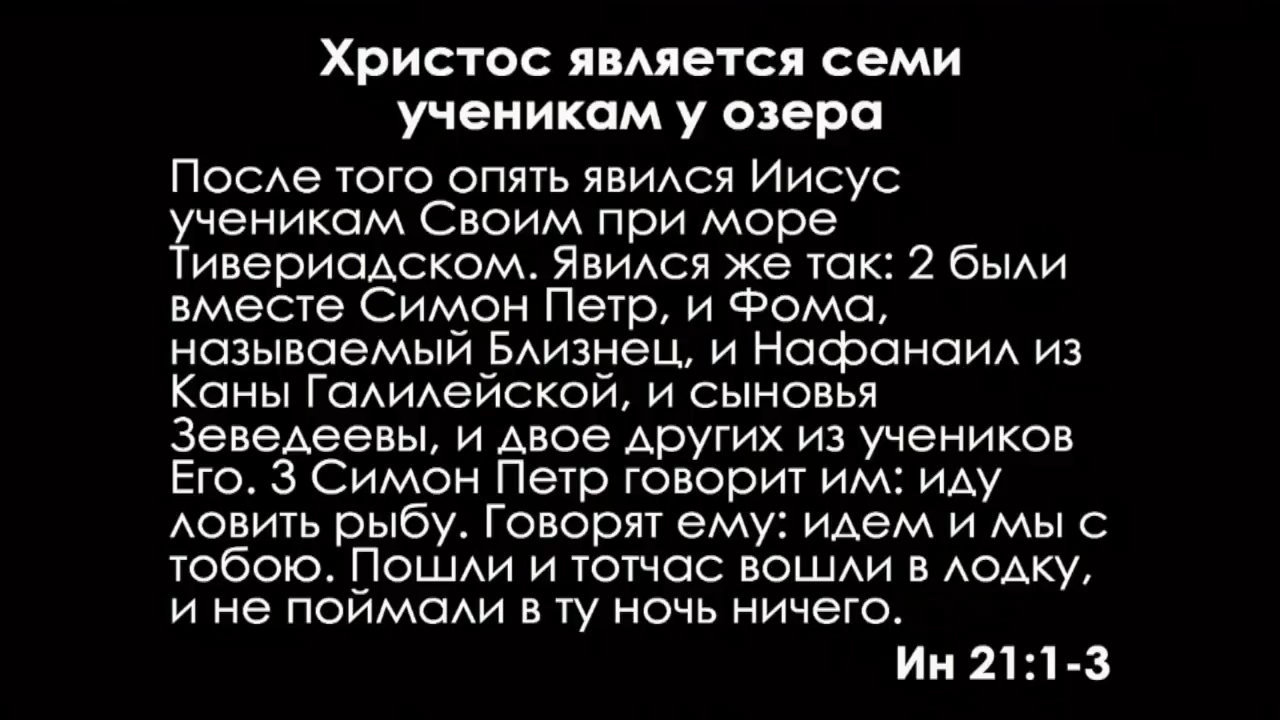 Христос является семи
ученикам у озера
После того опять явился Иисус
ученикам Своим при море
Тивериадском. Явился же так: 2 были
вместе Симон Петр, и Фома,
называемый Близнец, и Нафанаил из
Каны Галилейской, и сыновья
Зеведеевы, и двое других из учеников
Его. 3 Симон Петр говорит им: иду
ловить рыбу. Говорят ему: идем и мы с
тобою. Пошли и тотчас вошли в лодку,
и не поймали в ту ночь ничего.
Ин 21:1-3